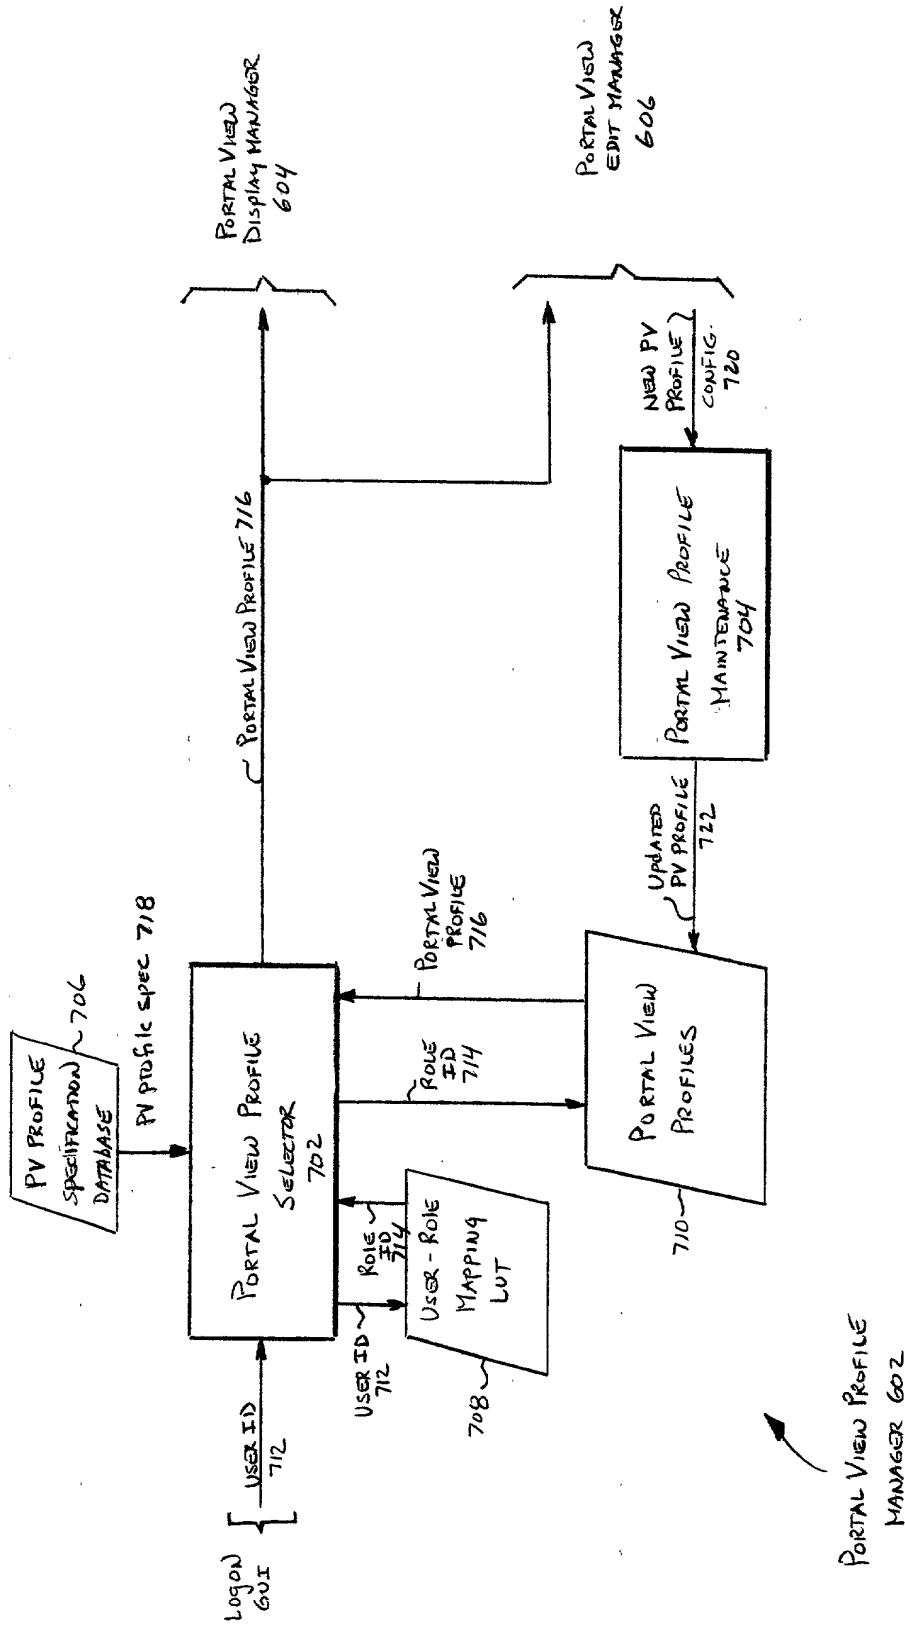 PORTAL VIEW
DISPLAY MANAGER
604
PORTAL VIEW
EDIT MANAGER
606
PORTAL VIEW PROFILE 716
NEW PV
PROFILE
CONFIG.
720
PORTAL VIEW PROFILE
MAINTENANCE
704
UPDATED
PV PROFILE
722
PV PROFILE
SPECIFICATION
DATABASE
706
PV Profile Spec 718
PORTAL VIEW PROFILE
SELECTOR
702
PORTAL VIEW
PROFILE
716
ROLE
ID
714
PORTAL VIEW
PROFILES
710
ROLE
ID
714
USER ID
712
USER-ROLE
MAPPING
LUT
708
USER ID
712
LOGON
GUI
PORTAL VIEW PROFILE
MANAGER 602